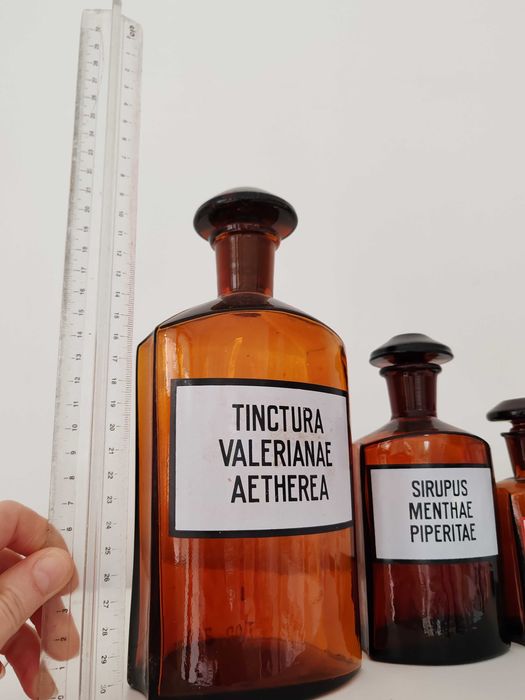 TINCTURA
VALERIANAE
AETHEREA
SIRUPUS
MENTHAE
PIPERITAE